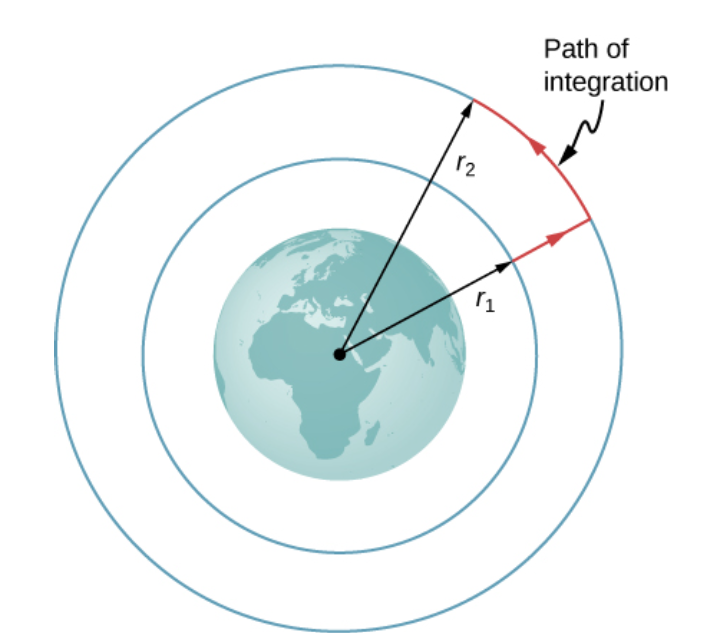 Path of
integration
r2
r1